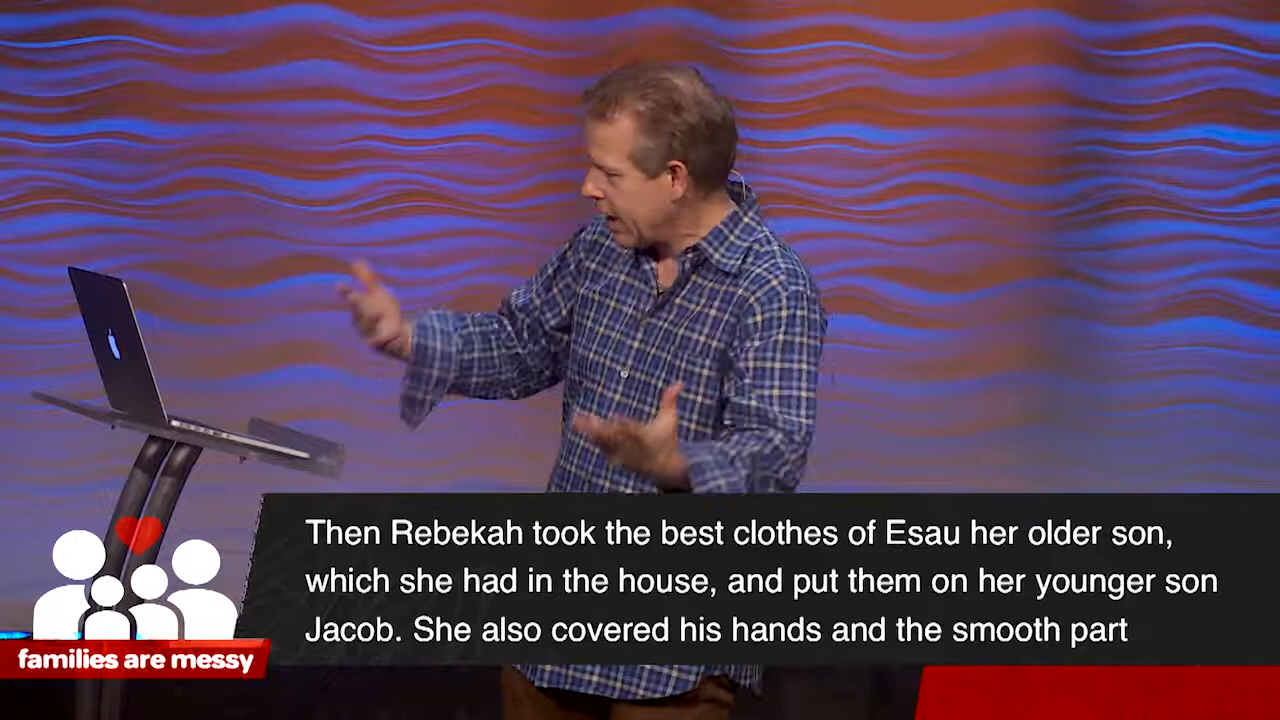 Then Rebekah took the best clothes of Esau her older son,
which she had in the house, and put them on her younger son
Jacob. She also covered his hands and the smooth part
families are messy